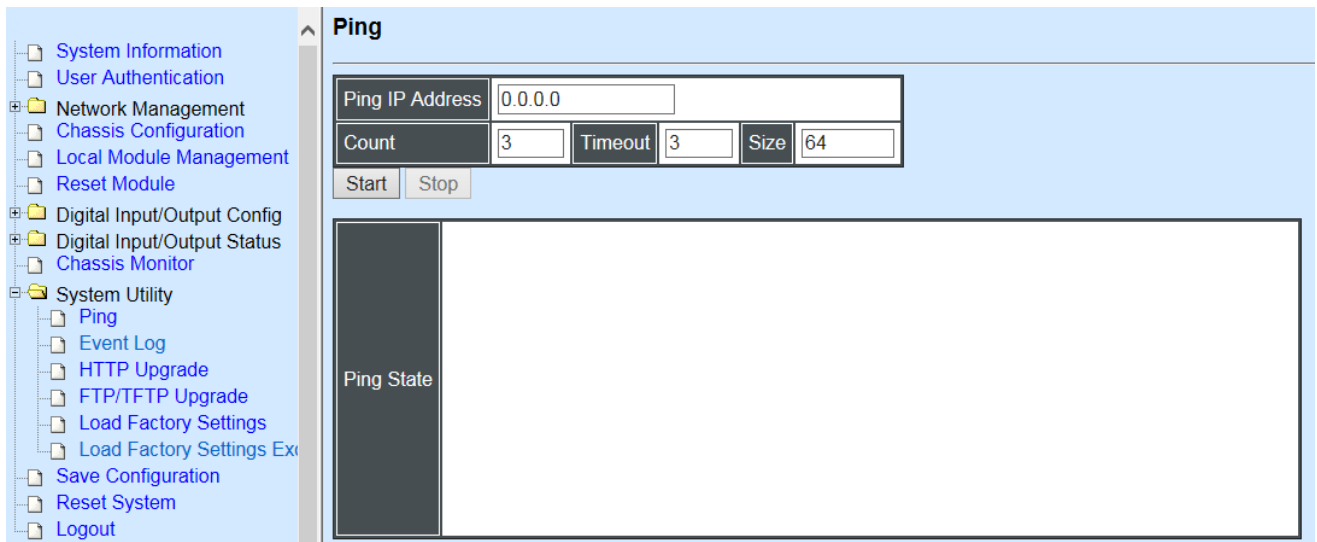 System Information
User Authentication
Network Management
Chassis Configuration
Local Module Management
Reset Module
Digital Input/Output Config
Digital Input/Output Status
Chassis Monitor
System Utility
Ping
Event Log
HTTP Upgrade
FTP/TFTP Upgrade
Load Factory Settings
Load Factory Settings
Save Configuration
Reset System
Logout
Ping
Ping IP Address 0.0.0.0
Count 3 Timeout 3 Size 64
Start Stop
Ping State